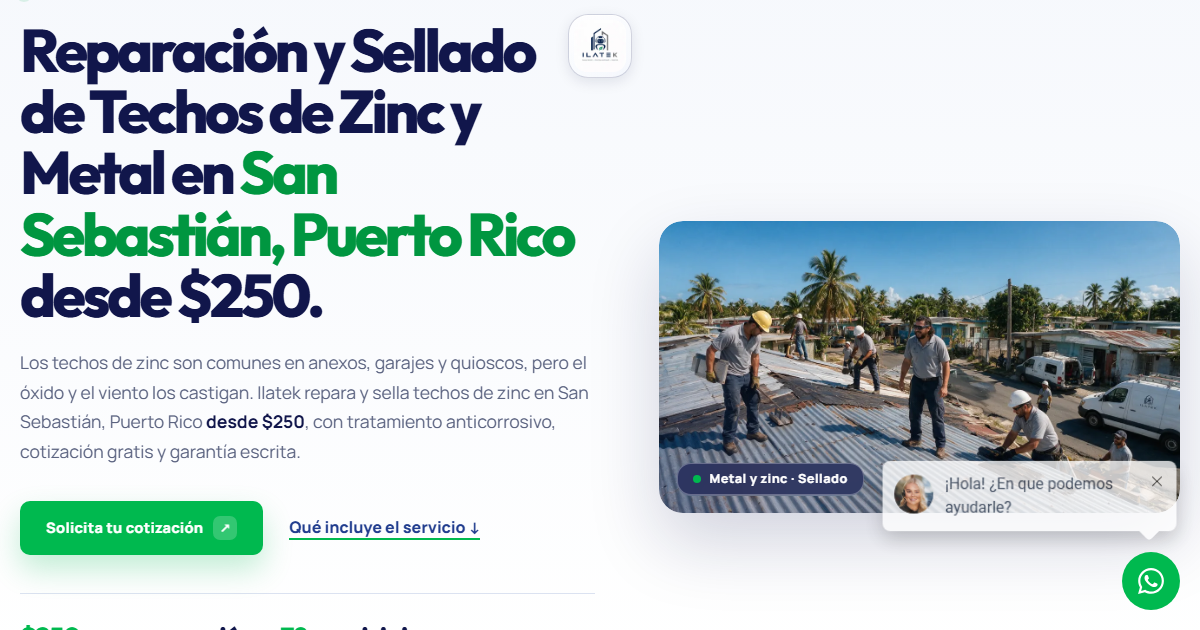 Reparación y Sellado
de Techos de Zinc y
Metal en San
Sebastián, Puerto Rico
desde $250.
ILATEK
Los techos de zinc son comunes en anexos, garajes y quioscos, pero el
óxido y el viento los castigan. Ilatek repara y sella techos de zinc en San
Sebastián, Puerto Rico desde $250, con tratamiento anticorrosivo,
cotización gratis y garantía escrita.
Solicita tu cotización ↗
Qué incluye el servicio ↓
Metal y zinc · Sellado
¡Hola! ¿En que podemos
ayudarle?